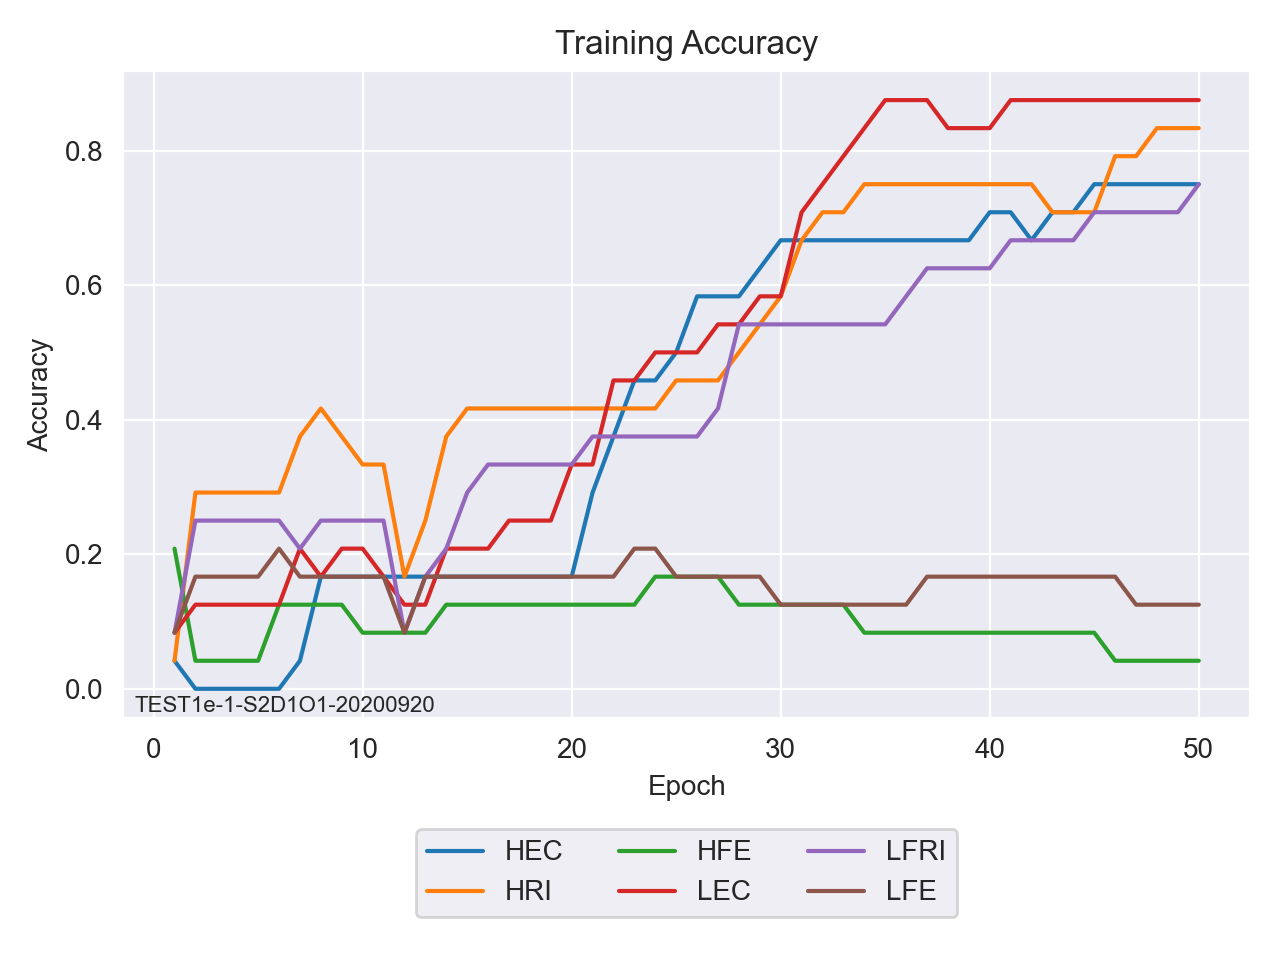 Training Accuracy
Accuracy
0.8
0.6
0.4
0.2
0.0
TEST1e-1-S2D1O1-20200920
0 10 20 30 40 50
Epoch
HEC HFE LFRI
HRI LEC LFE